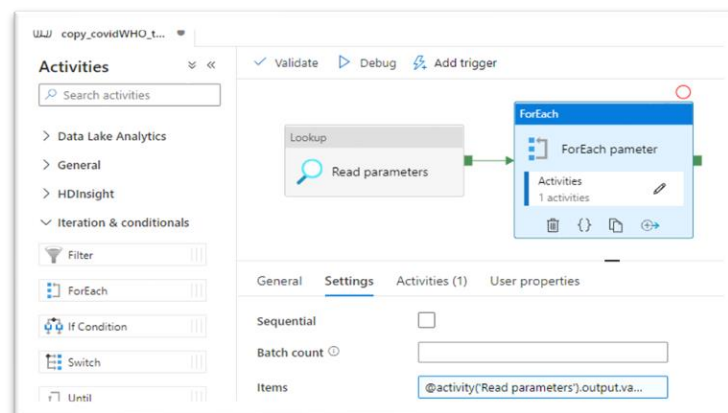 copy_covidWHO_t...
Activities
Validate Debug Add trigger
Search activities
Data Lake Analytics
General
HDInsight
Iteration & conditionals
Filter
ForEach
If Condition
Switch
Until
Lookup
Read parameters
ForEach
ForEach pameter
Activities
1 activities
{}
General Settings Activities (1) User properties
Sequential
Batch count
Items @activity('Read parameters').output.va...